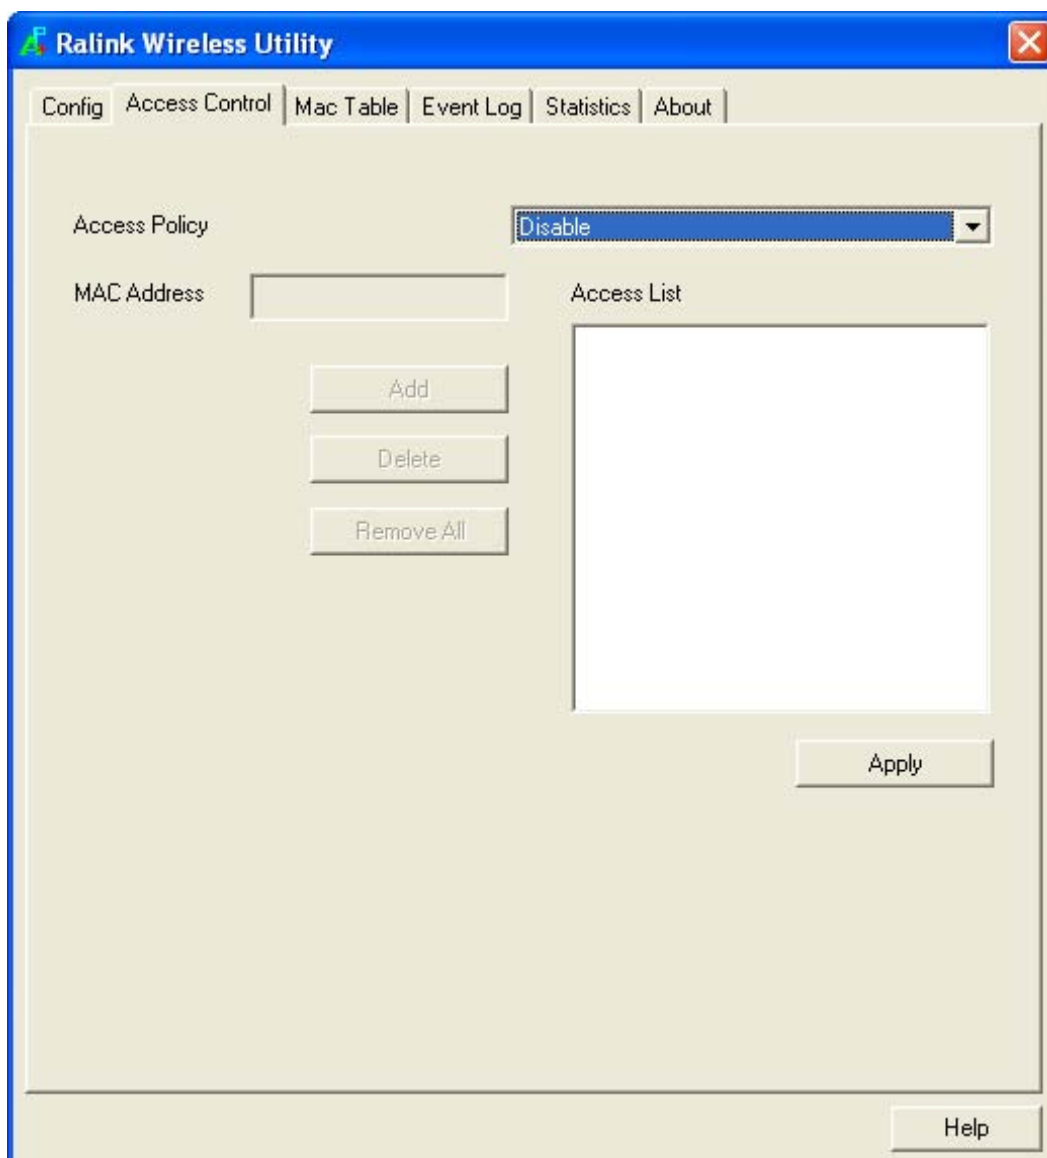 Ralink Wireless Utility
Config Access Control Mac Table Event Log Statistics About
Access Policy Disable
MAC Address Access List
Add
Delete
Remove All
Apply
Help